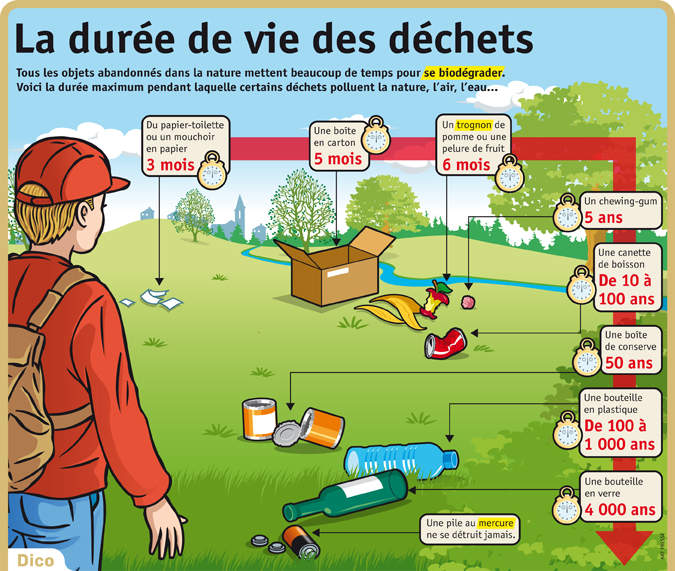 La durée de vie des déchets
Tous les objets abandonnés dans la nature mettent beaucoup de temps pour se biodégrader.
Voici la durée maximum pendant laquelle certains déchets polluent la nature, l'air, l'eau...
Du papier-toilette
ou un mouchoir
en papier
3 mois
Une boîte
en carton
5 mois
Un trognon de
pomme ou une
pelure de fruit
6 mois
Un chewing-gum
5 ans
Une canette
de boisson
De 10 à
100 ans
Une boîte
de conserve
50 ans
Une bouteille
en plastique
De 100 à
1 000 ans
Une bouteille
en verre
4 000 ans
Une pile au mercure
ne se détruit jamais.
Dico